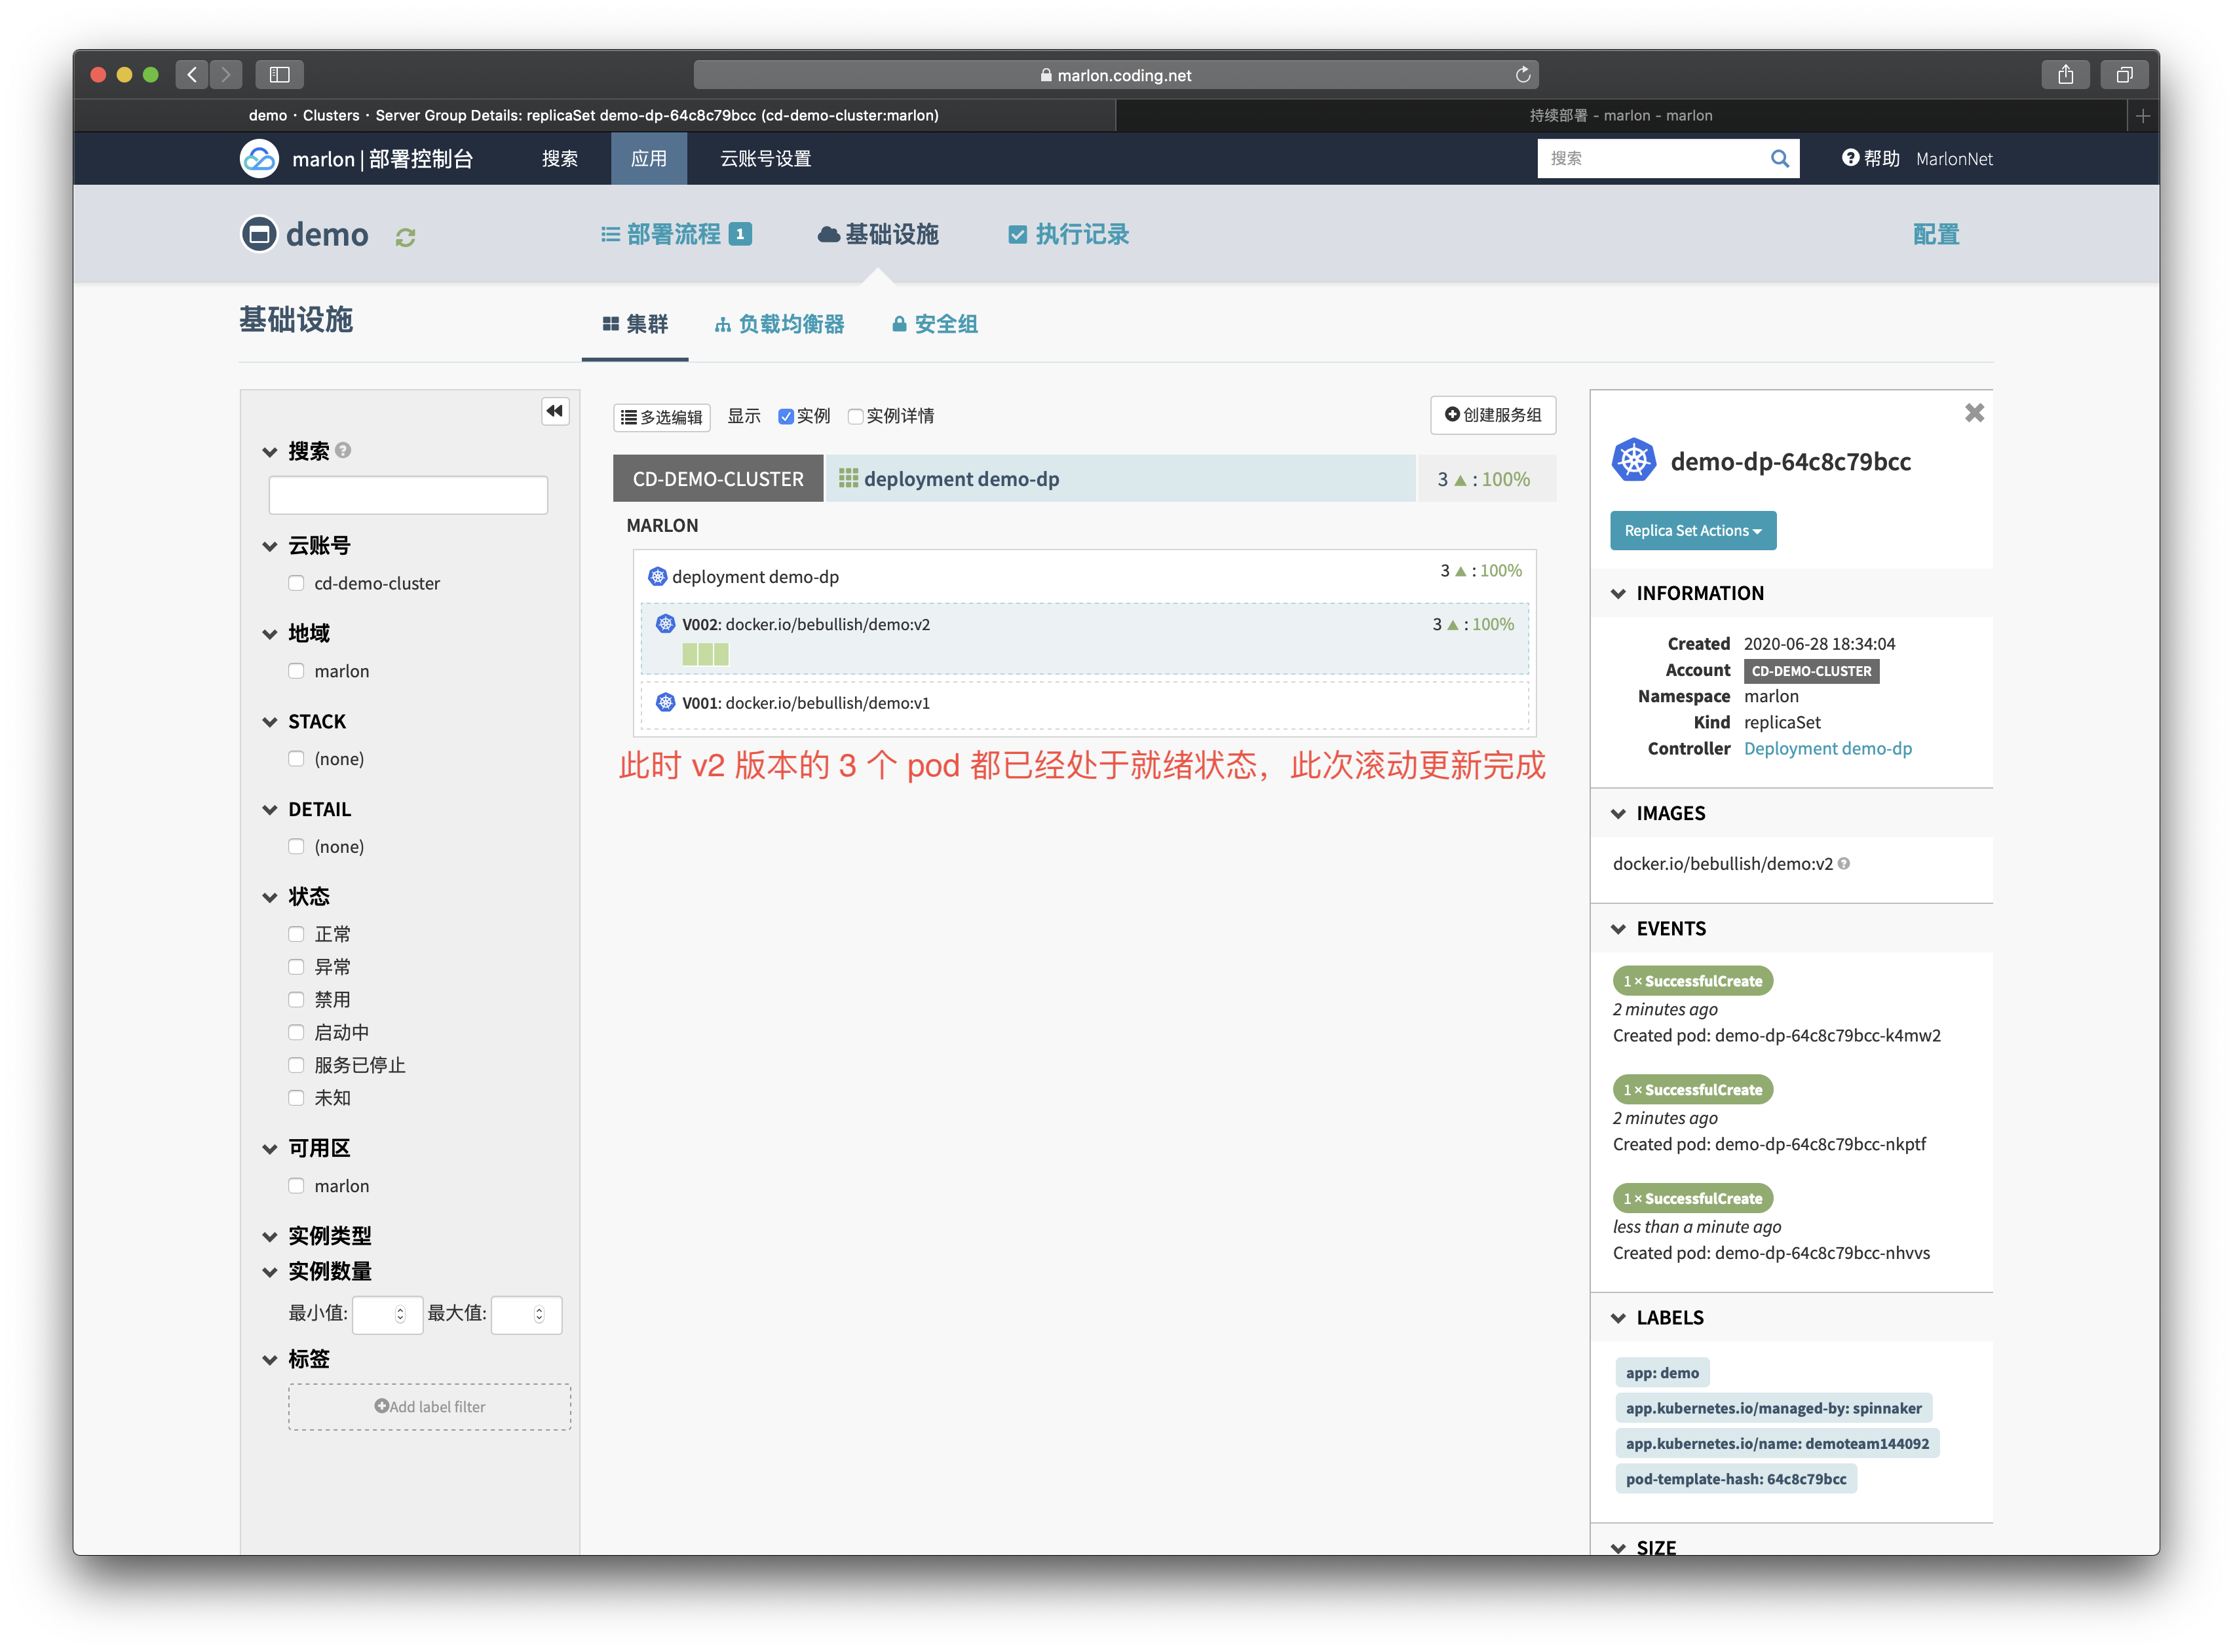 marlon.coding.net
demo · Clusters · Server Group Details: replicaSet demo-dp-64c8c79bcc (cd-demo-cluster:marlon)
持续部署 - marlon - marlon
marlon | 部署控制台
搜索
应用
云账号设置
搜索
帮助
MarlonNet
demo
部署流程 1
基础设施
执行记录
配置
基础设施
集群
负载均衡器
安全组
搜索
云账号
cd-demo-cluster
地域
marlon
STACK
(none)
DETAIL
(none)
状态
正常
异常
禁用
启动中
服务已停止
未知
可用区
marlon
实例类型
实例数量
最小值:
最大值:
标签
Add label filter
多选编辑
显示
实例
实例详情
创建服务组
CD-DEMO-CLUSTER
deployment demo-dp
3 ▲ : 100%
MARLON
deployment demo-dp
3 ▲ : 100%
V002: docker.io/bebullish/demo:v2
3 ▲ : 100%
V001: docker.io/bebullish/demo:v1
此时 v2 版本的 3 个 pod 都已经处于就绪状态，此次滚动更新完成
demo-dp-64c8c79bcc
Replica Set Actions
INFORMATION
Created 2020-06-28 18:34:04
Account CD-DEMO-CLUSTER
Namespace marlon
Kind replicaSet
Controller Deployment demo-dp
IMAGES
docker.io/bebullish/demo:v2
EVENTS
1 × SuccessfulCreate
2 minutes ago
Created pod: demo-dp-64c8c79bcc-k4mw2
1 × SuccessfulCreate
2 minutes ago
Created pod: demo-dp-64c8c79bcc-nkptf
1 × SuccessfulCreate
less than a minute ago
Created pod: demo-dp-64c8c79bcc-nhvvs
LABELS
app: demo
app.kubernetes.io/managed-by: spinnaker
app.kubernetes.io/name: demoteam144092
pod-template-hash: 64c8c79bcc
SIZE